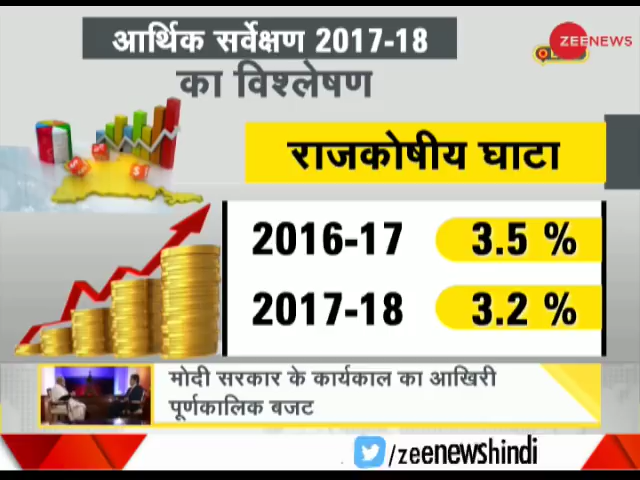 आर्थिक सर्वेक्षण 2017-18
ZEENEWS
का विश्लेषण
राजकोषीय घाटा
2016-17 3.5 %
2017-18 3.2 %
मोदी सरकार के कार्यकाल का आखिरी
पूर्णकालिक बजट
/zeenewshindi